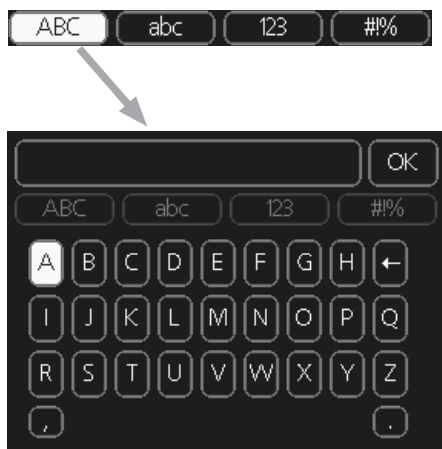 ABC abc 123 #!%
OK
ABC abc 123 #!%
A B C D E F G H ←
I J K L M N O P Q
R S T U V W X Y Z
, .